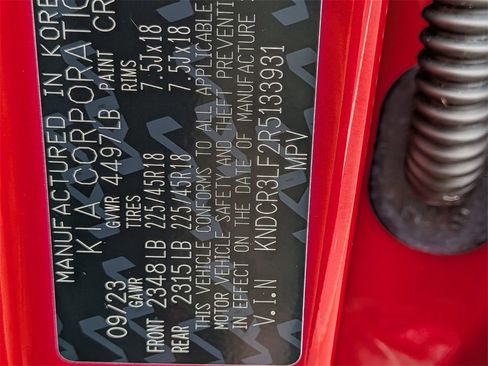 MANUFACTURED IN KORE
KIA CORPORATIO
09/23 GVWR 4497LB PAINT CR
GAWR TIRES RIMS
FRONT 2348LB 225/45R18 7.5Jx18
REAR 2315LB 225/45R18 7.5Jx18
THIS VEHICLE CONFORMS TO ALL APPLICABLE
MOTOR VEHICLE SAFETY AND THEFT PREVENTI
IN EFFECT ON THE DATE OF MANUFACTURE
V.I.N KNDCR3LF2R5133931
MPV